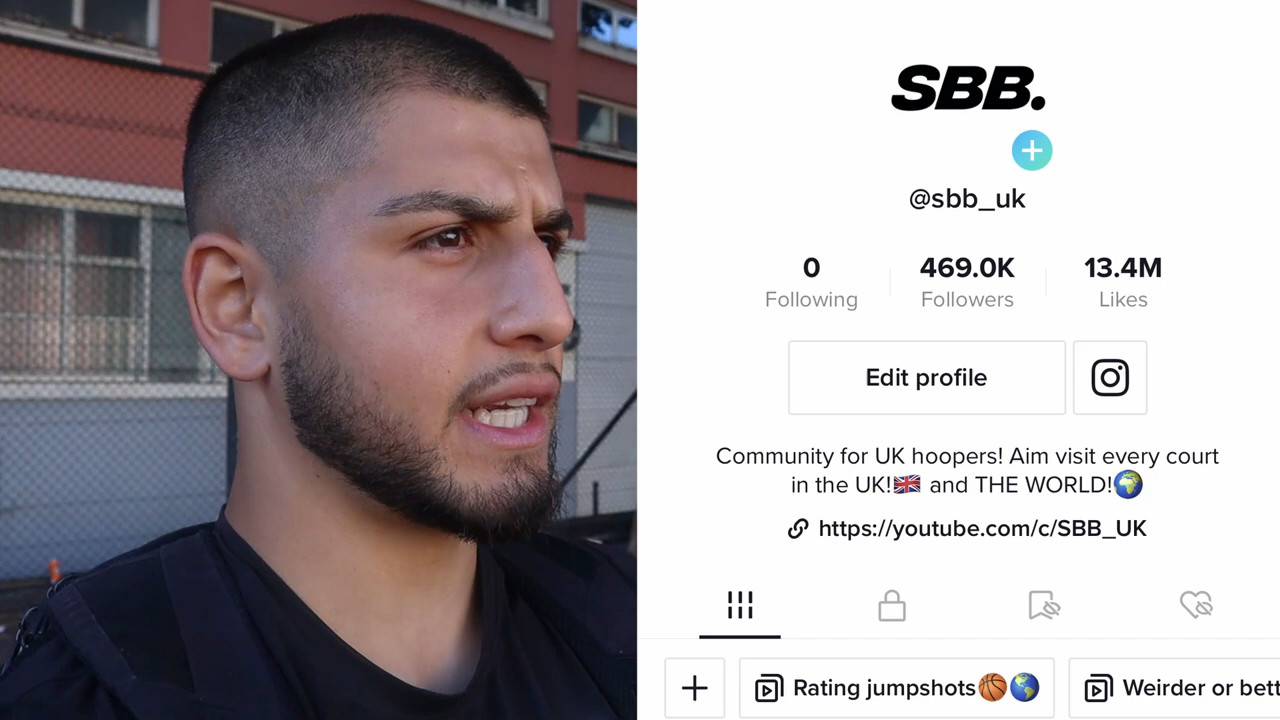 SBB.
@sbb_uk
0 469.0K 13.4M
Following Followers Likes
Edit profile
Community for UK hoopers! Aim visit every court
in the UK!🇬🇧 and THE WORLD!🌍
https://youtube.com/c/SBB_UK
Rating jumpshots🏀🌎 Weirder or bett